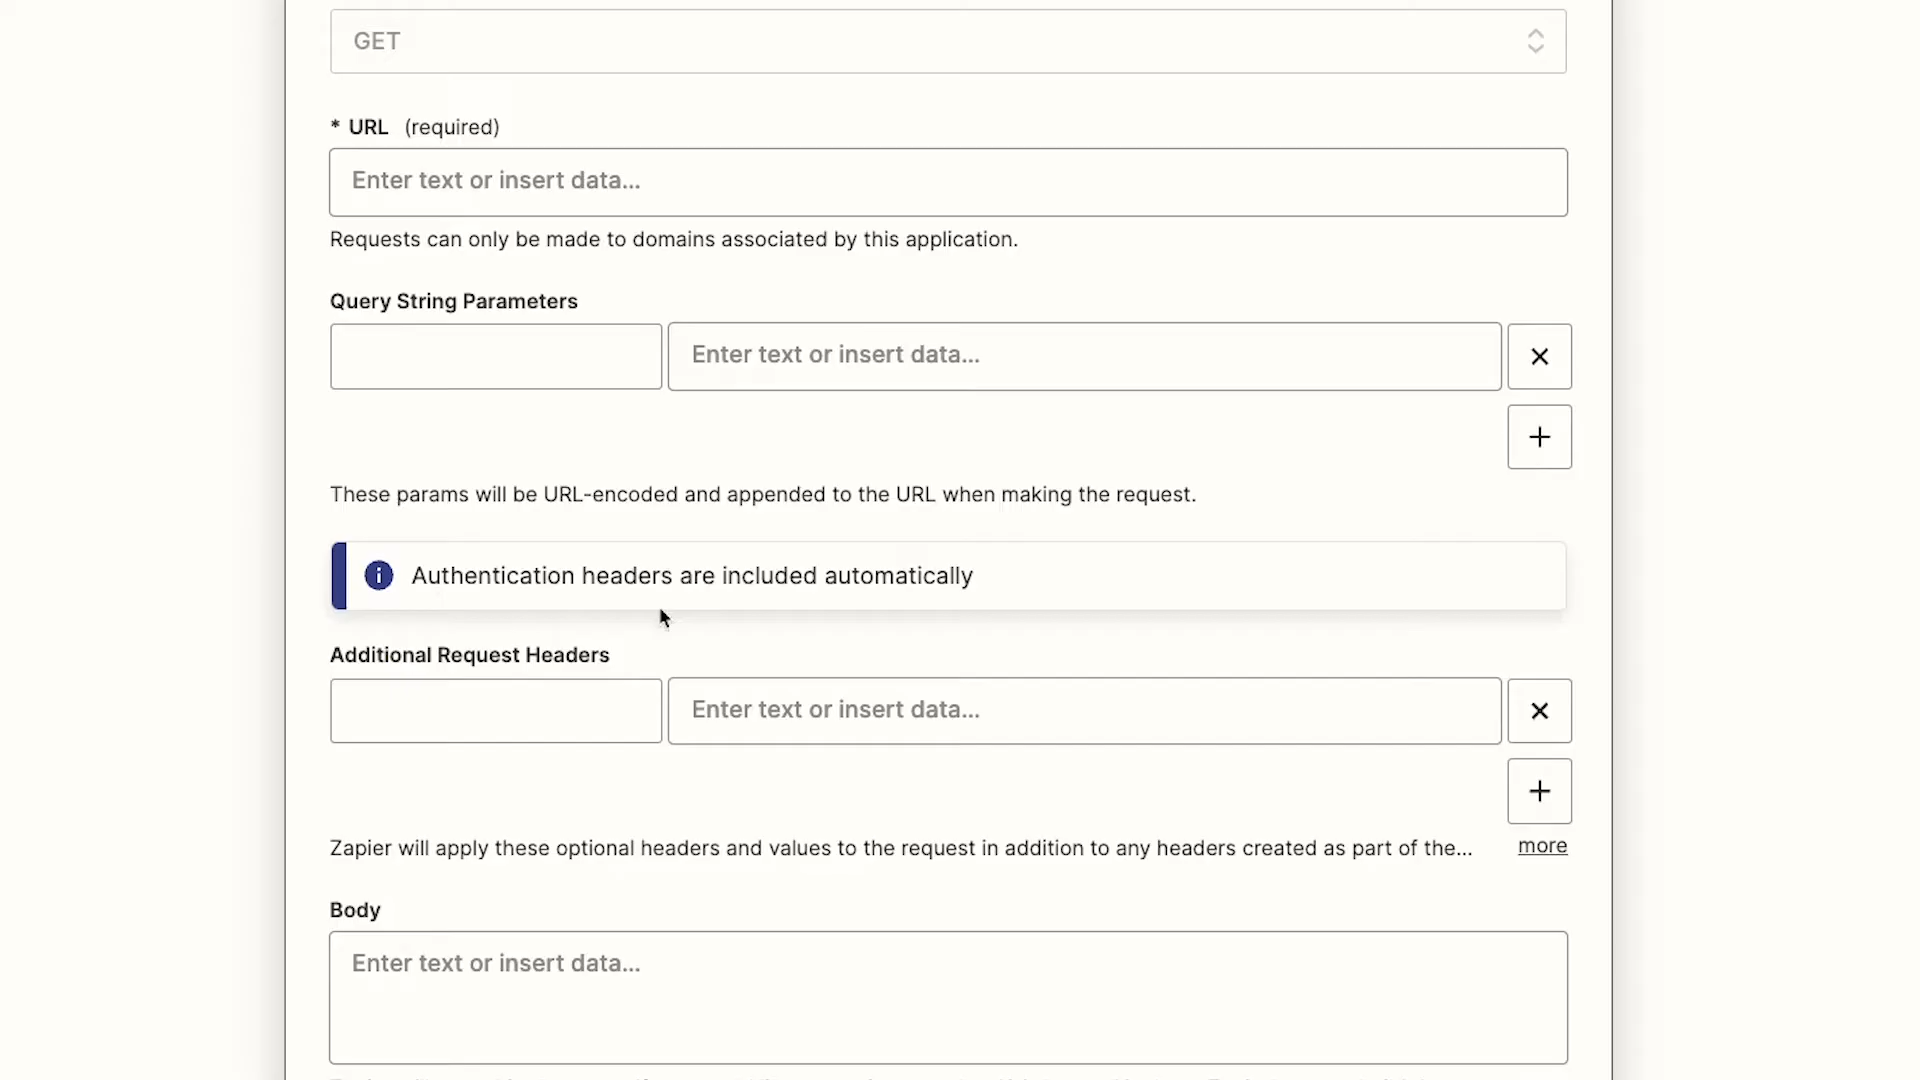 GET
* URL (required)
Enter text or insert data...
Requests can only be made to domains associated by this application.
Query String Parameters
Enter text or insert data...
These params will be URL-encoded and appended to the URL when making the request.
Authentication headers are included automatically
Additional Request Headers
Enter text or insert data...
Zapier will apply these optional headers and values to the request in addition to any headers created as part of the... more
Body
Enter text or insert data...